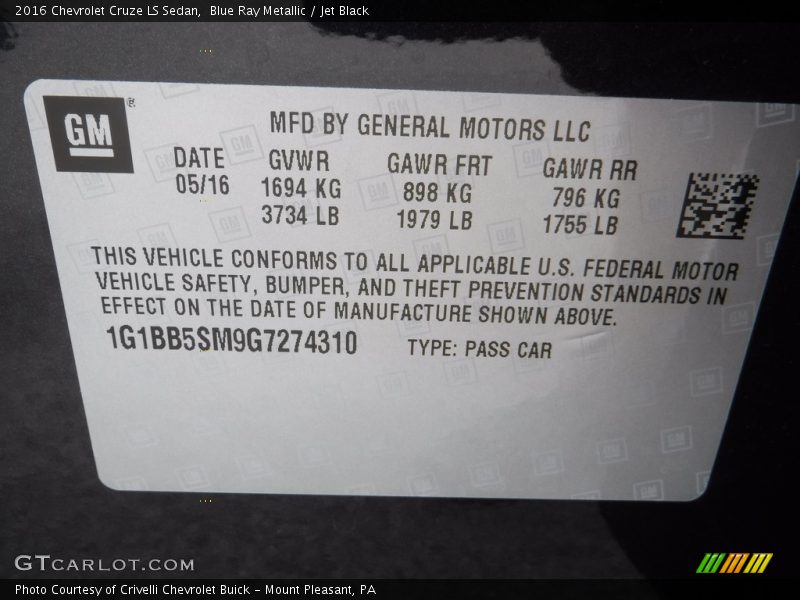 2016 Chevrolet Cruze LS Sedan,  Blue Ray Metallic / Jet Black
GM®
MFD BY GENERAL MOTORS LLC
DATE GVWR GAWR FRT GAWR RR
05/16 1694 KG 898 KG 796 KG
3734 LB 1979 LB 1755 LB
THIS VEHICLE CONFORMS TO ALL APPLICABLE U.S. FEDERAL MOTOR
VEHICLE SAFETY, BUMPER, AND THEFT PREVENTION STANDARDS IN
EFFECT ON THE DATE OF MANUFACTURE SHOWN ABOVE.
1G1BB5SM9G7274310 TYPE: PASS CAR
GTCARLOT.COM
Photo Courtesy of Crivelli Chevrolet Buick – Mount Pleasant, PA